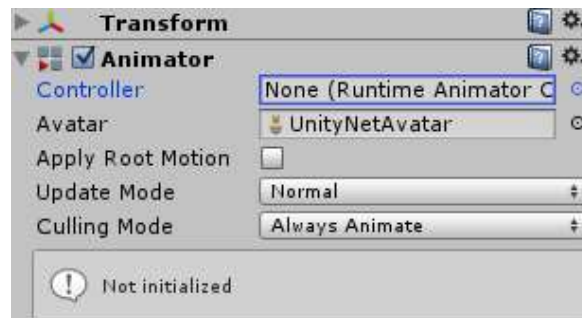 Transform
Animator
Controller None (Runtime Animator C
Avatar UnityNetAvatar
Apply Root Motion
Update Mode Normal
Culling Mode Always Animate
Not initialized